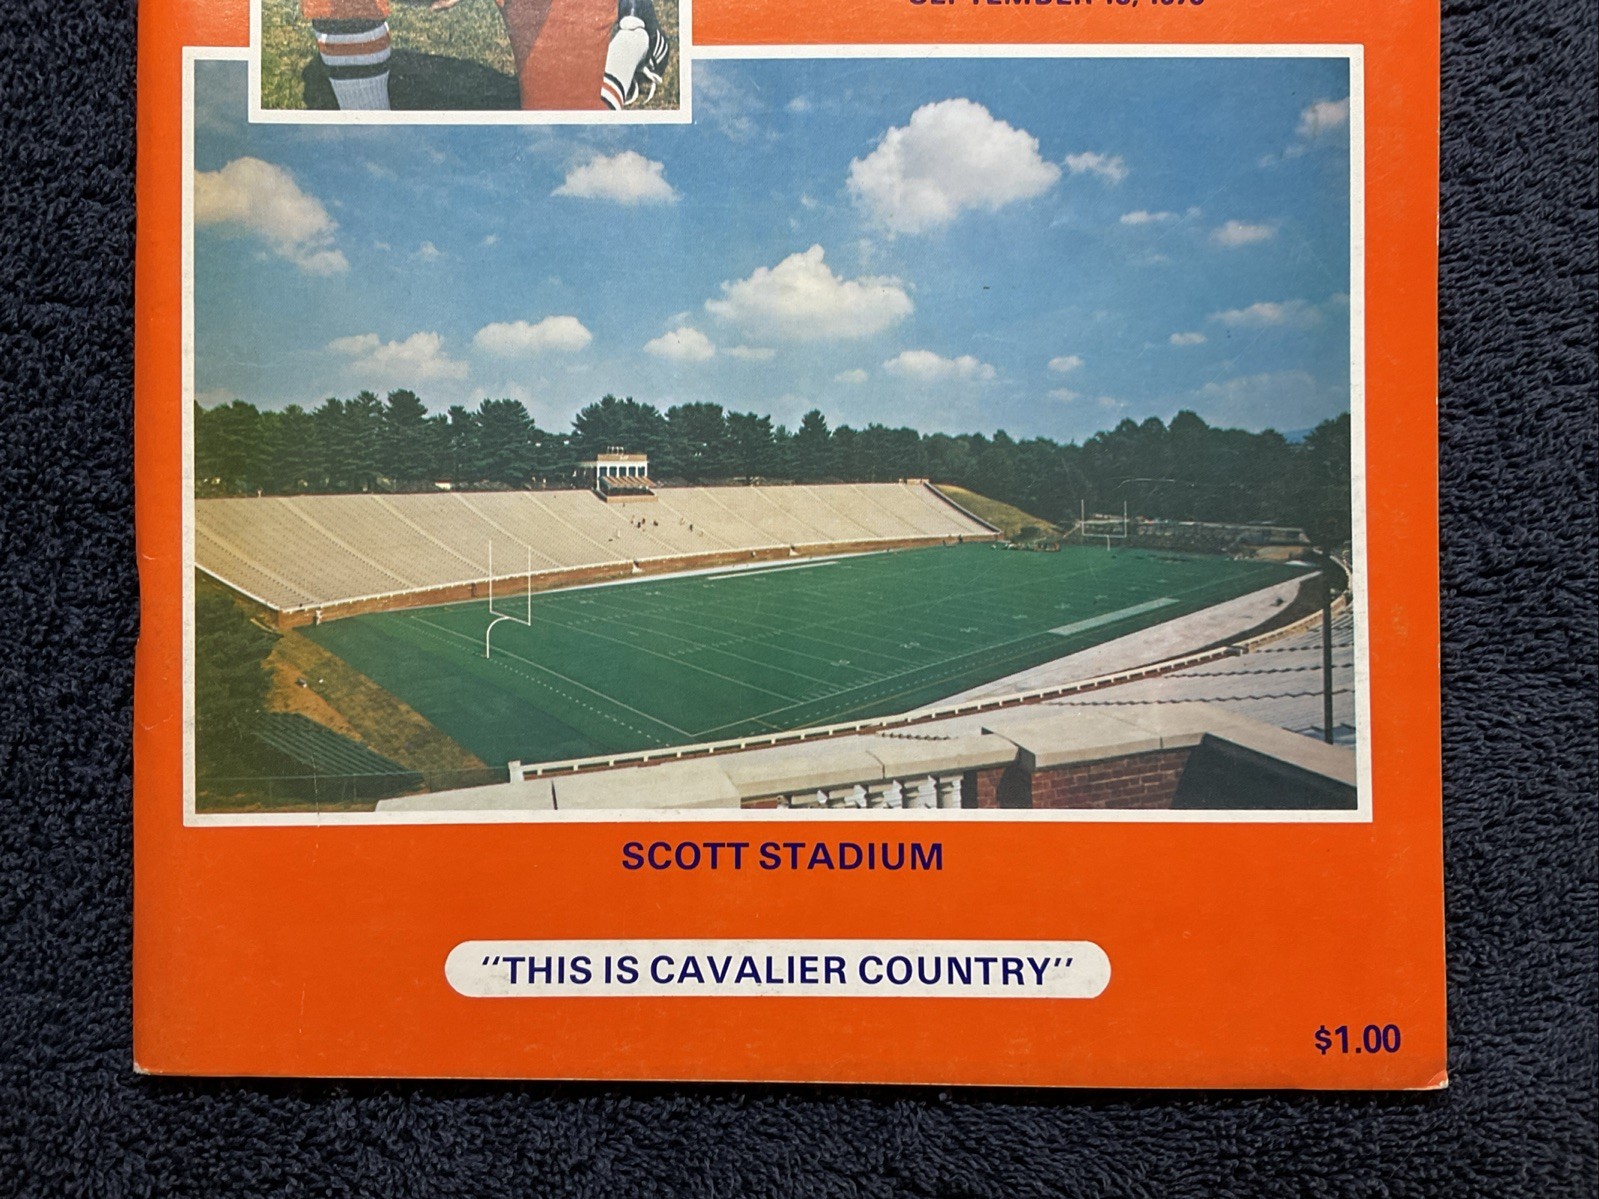 SCOTT STADIUM
"THIS IS CAVALIER COUNTRY"
$1.00